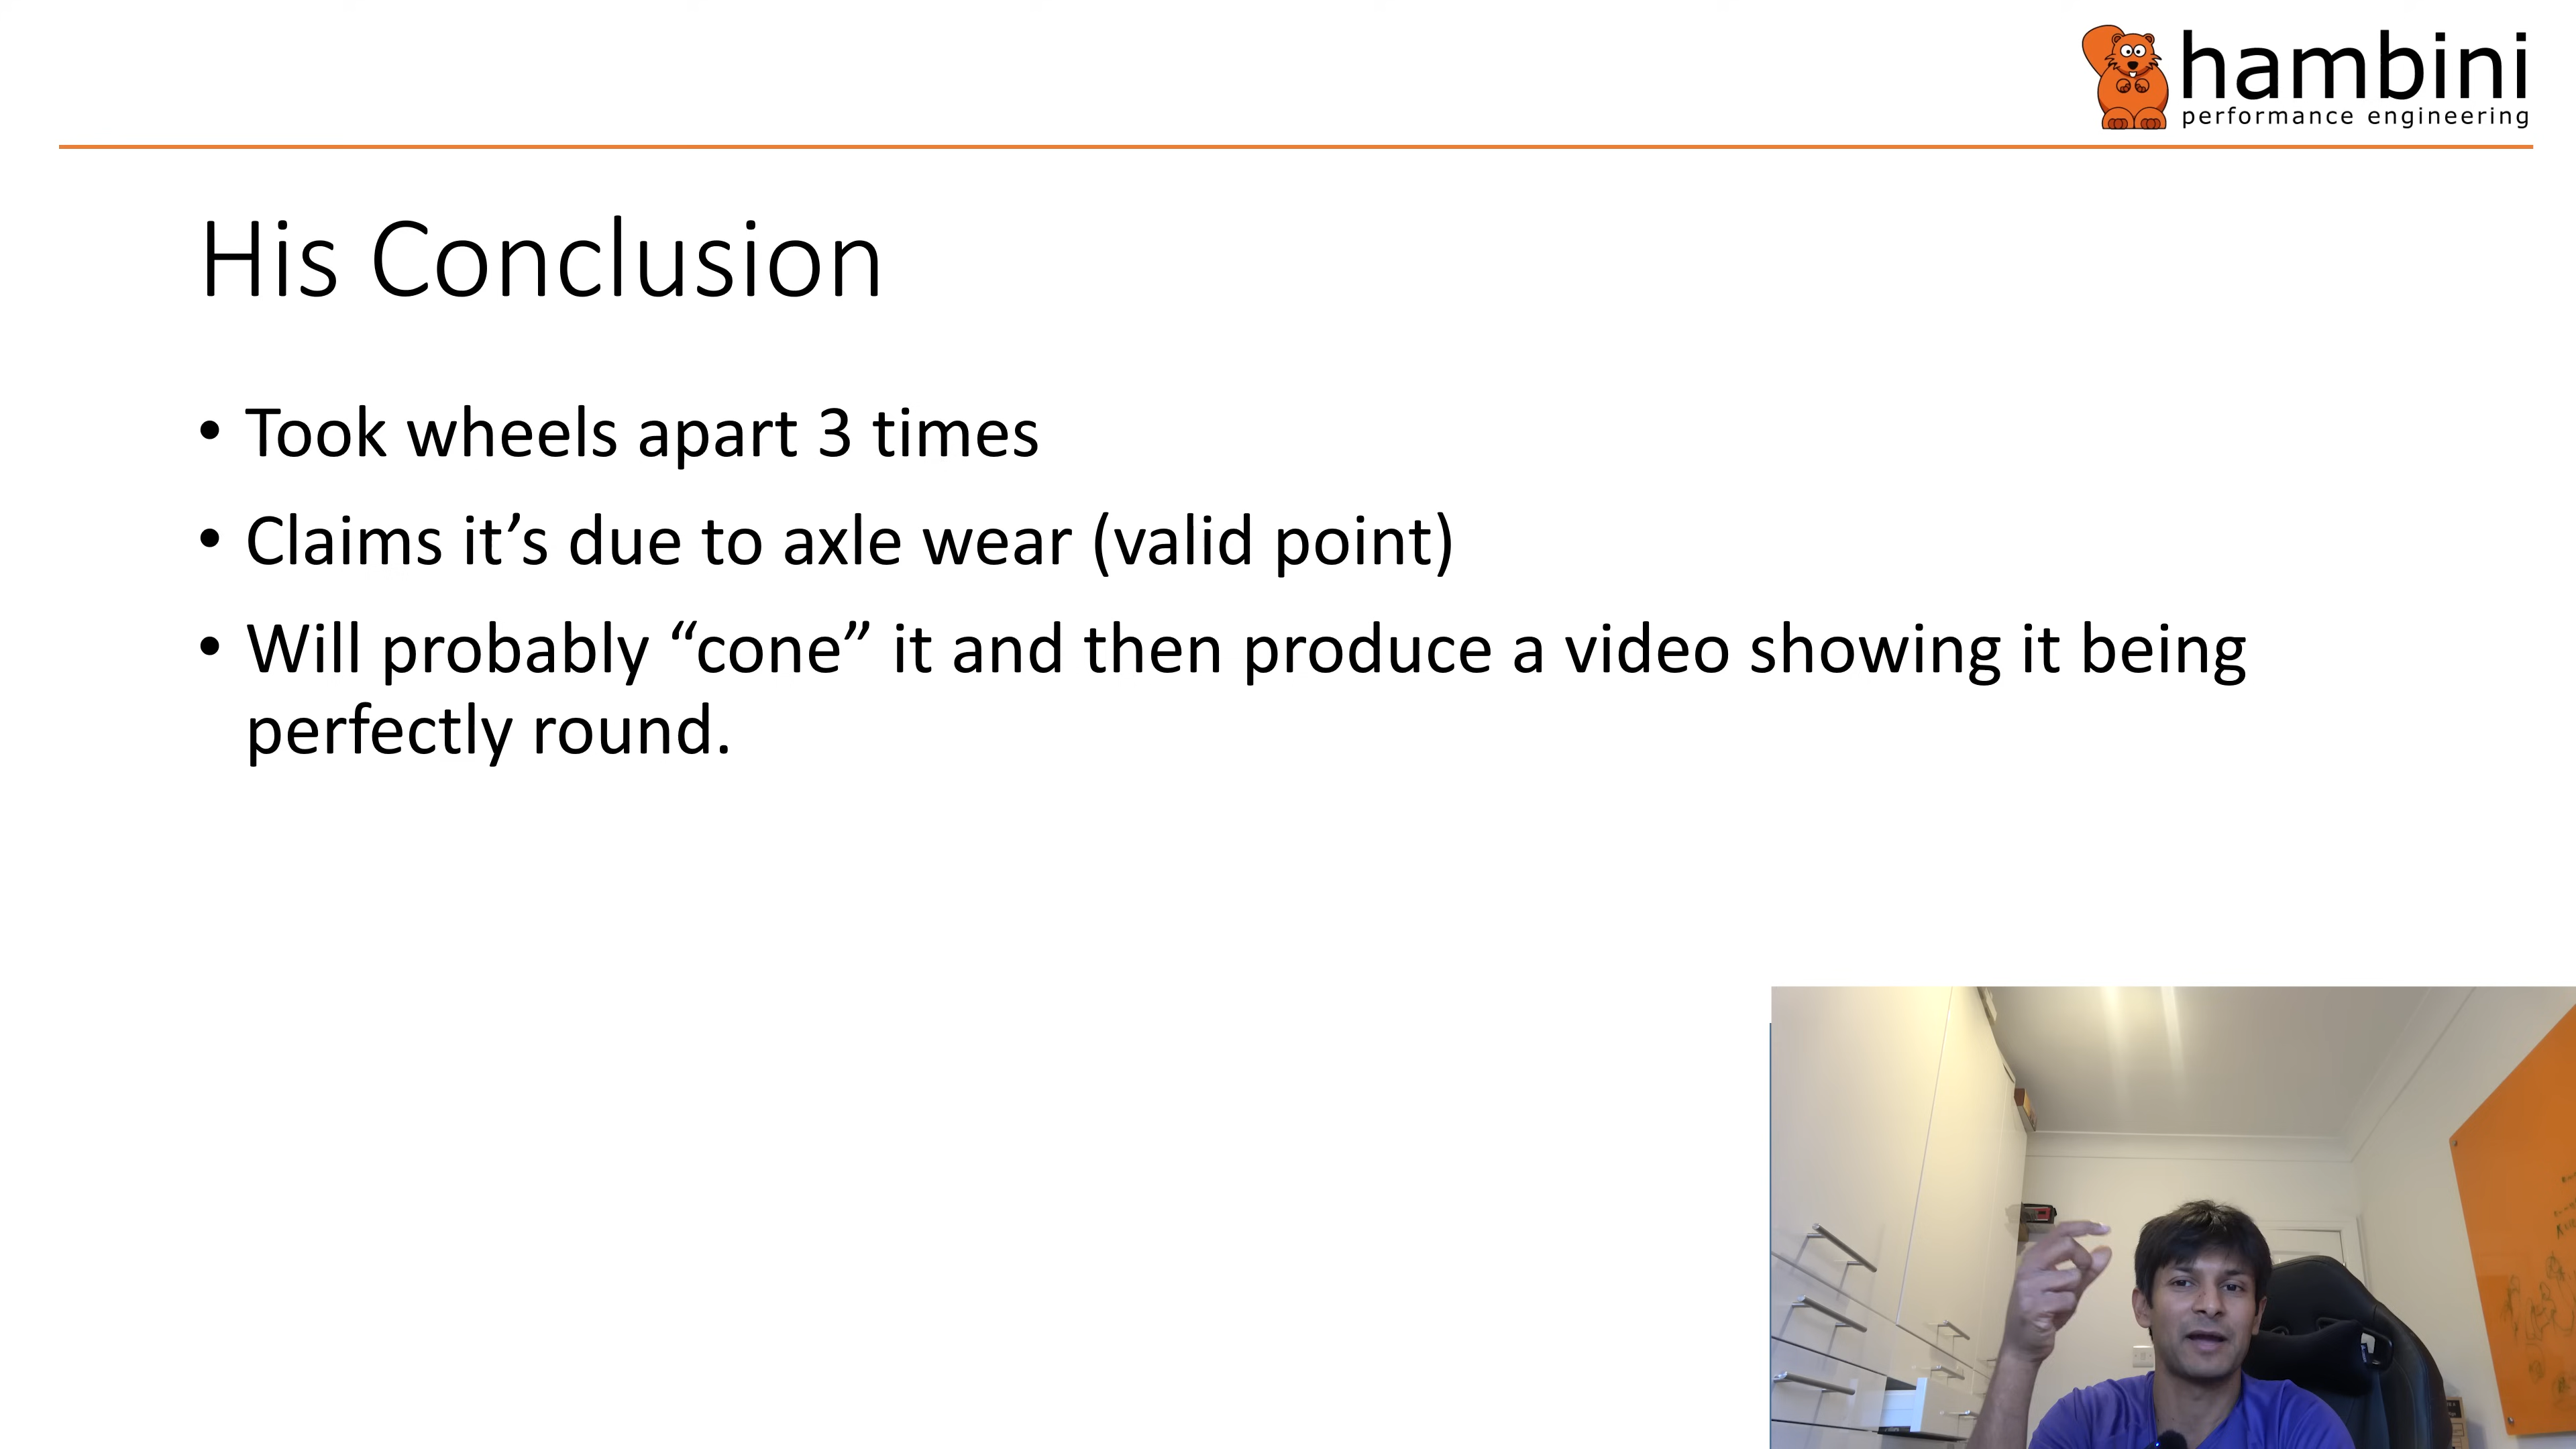 hambini
performance engineering
His Conclusion
• Took wheels apart 3 times
• Claims it’s due to axle wear (valid point)
• Will probably “cone” it and then produce a video showing it being
perfectly round.